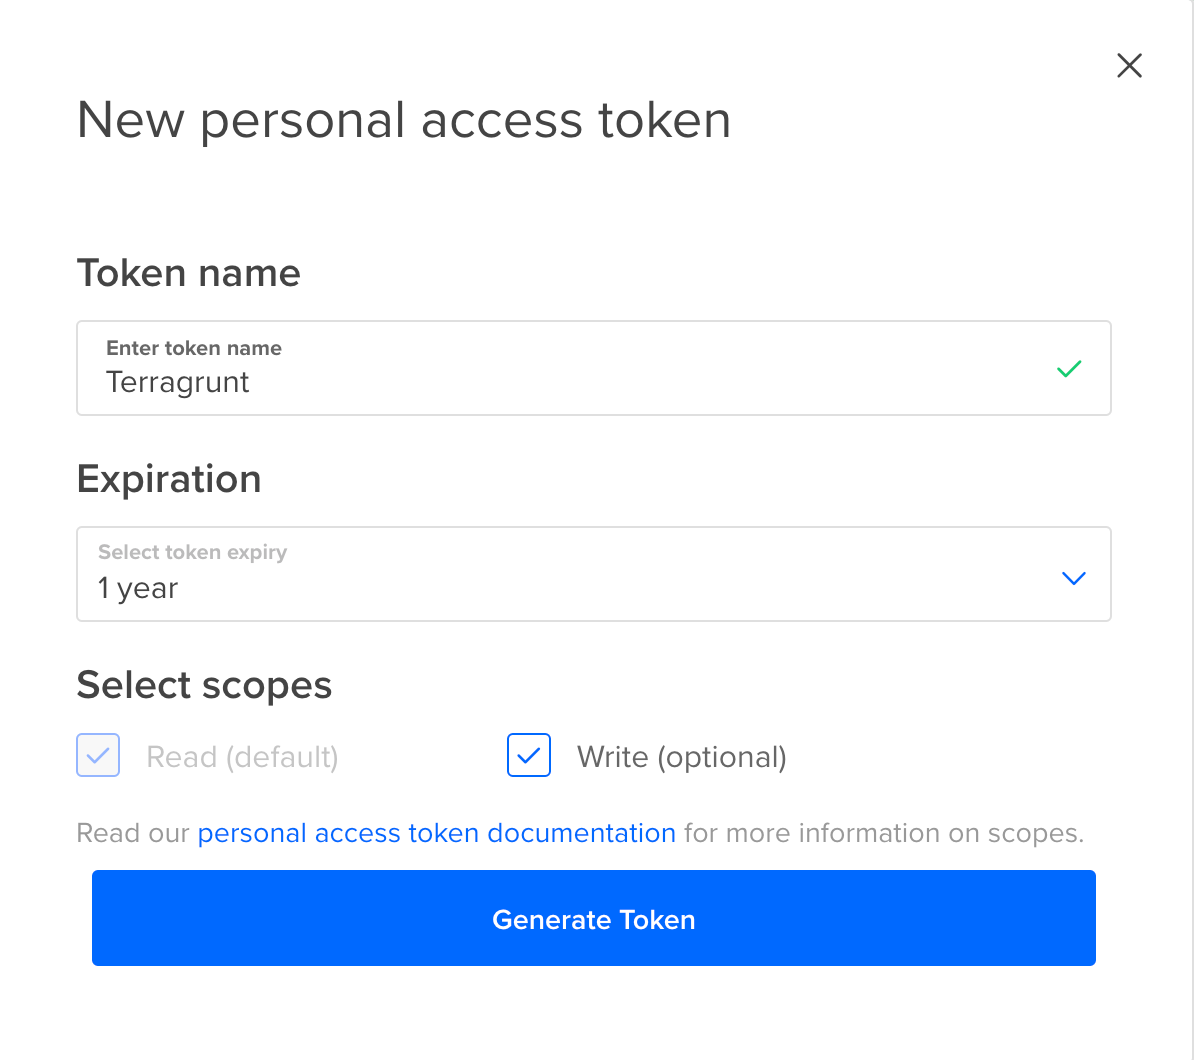 New personal access token
Token name
Enter token name
Terragrunt
Expiration
Select token expiry
1 year
Select scopes
Read (default)
Write (optional)
Read our personal access token documentation for more information on scopes.
Generate Token